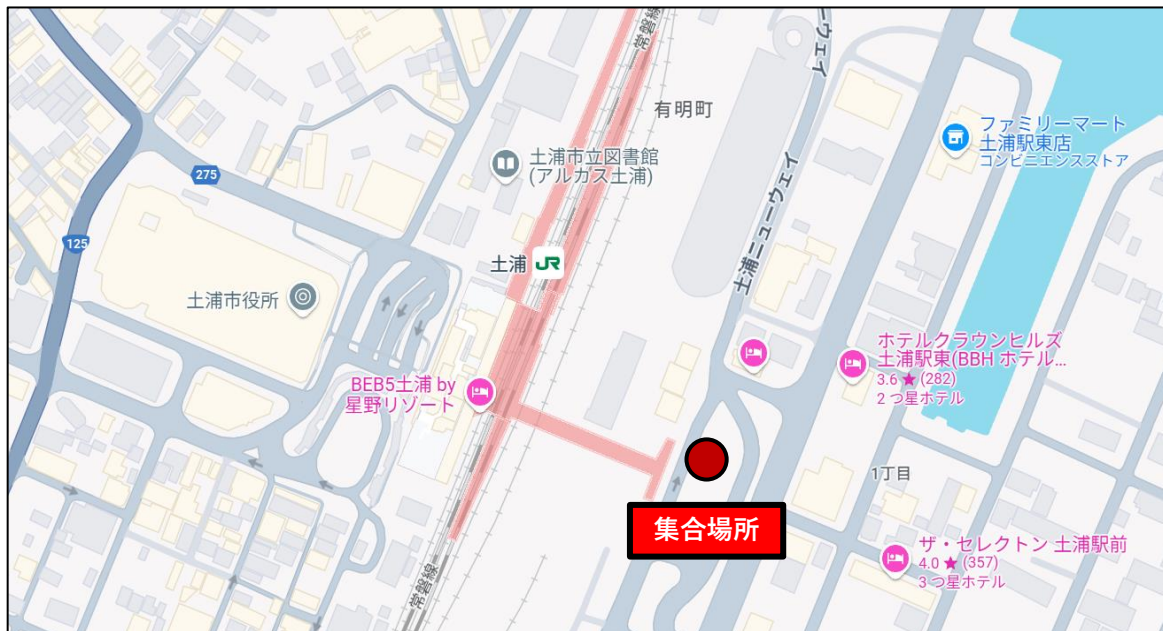 常磐線
ーウェイ
有明町
ファミリーマート
土浦駅東店
コンビニエンスストア
土浦市立図書館
(アルカス土浦)
275
土浦ニューウェイ
125
土浦
JR
土浦市役所
ホテルクラウンヒルズ
土浦駅東(BBH ホテル...
3.6 ★ (282)
2 つ星ホテル
BEB5土浦 by
星野リゾート
1丁目
集合場所
ザ・セレクトン 土浦駅前
4.0 ★ (357)
3 つ星ホテル
常磐線